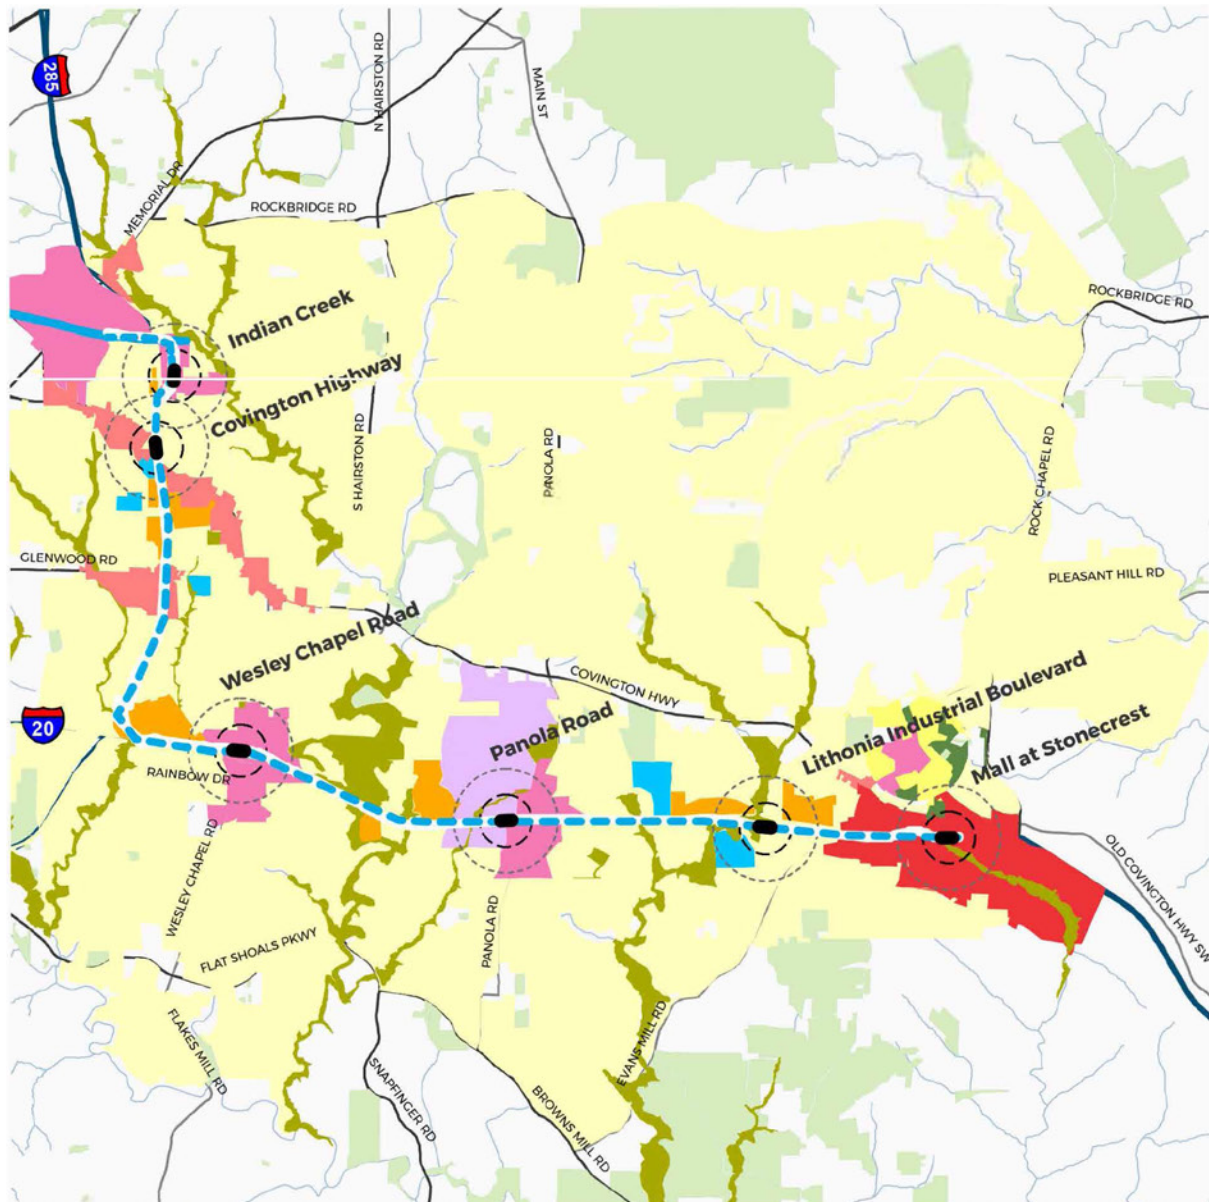 285
N HAIRSTON RD
MAIN ST
MEMORIAL DR
ROCKBRIDGE RD
ROCKBRIDGE RD
Indian Creek
Covington Highway
S HAIRSTON RD
PANOLA RD
ROCK CHAPEL RD
GLENWOOD RD
PLEASANT HILL RD
Wesley Chapel Road
COVINGTON HWY
Lithonia Industrial Boulevard
Panola Road
Mall at Stonecrest
20
RAINBOW DR
WESLEY CHAPEL RD
OLD COVINGTON HWY SW
FLAT SHOALS PKWY
PANOLA RD
FLAKES MILL RD
EVANS MILL RD
SNAPFINGER RD
BROWNS MILL RD